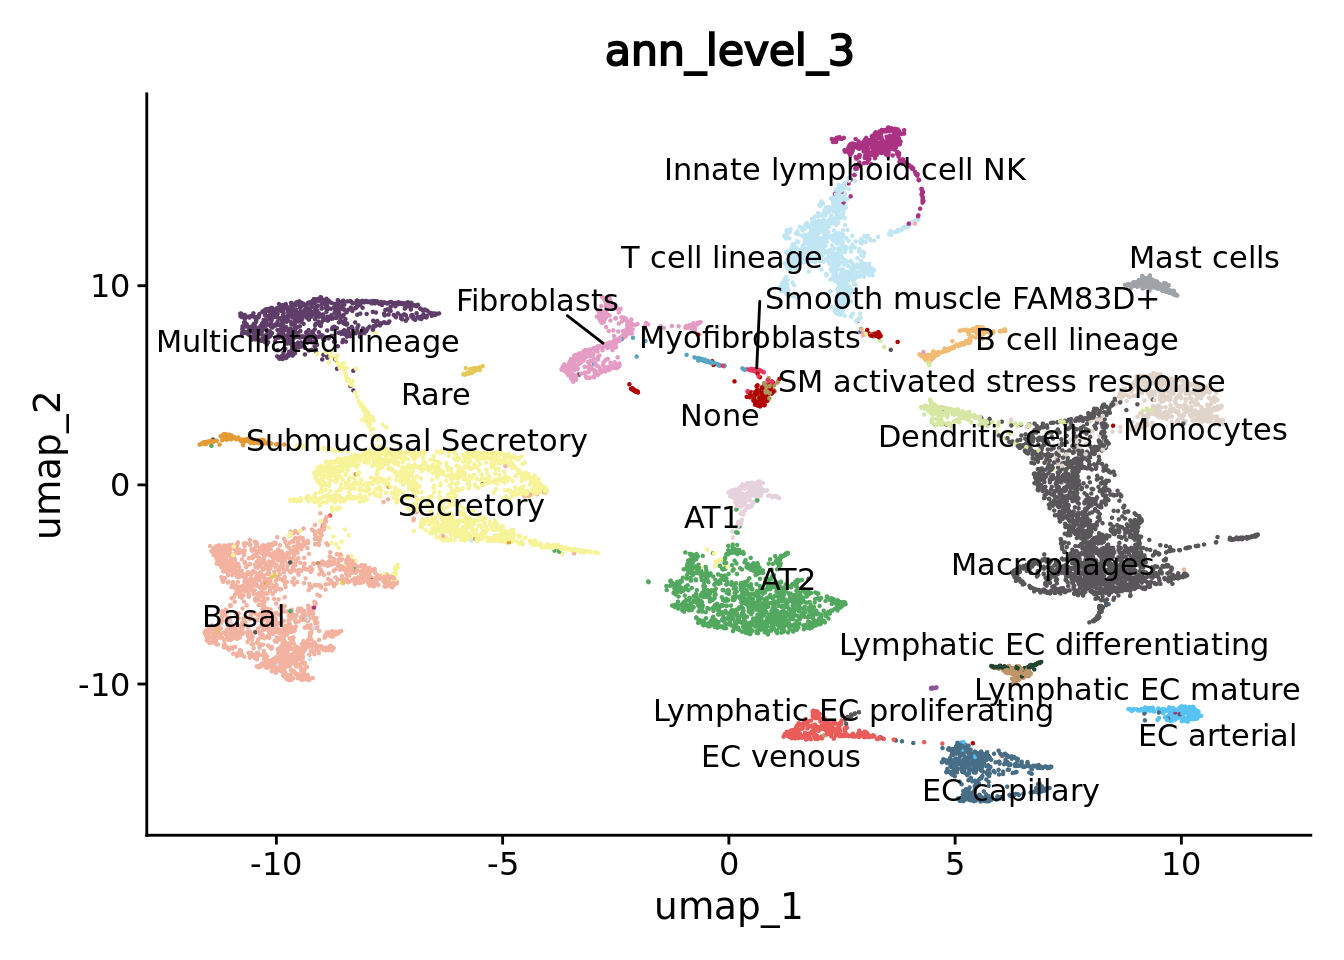 ann_level_3
Innate lymphoid cell NK
T cell lineage
Mast cells
10
Fibroblasts
Smooth muscle FAM83D+
Multiciliated lineage
Myofibroblasts
B cell lineage
Rare
SM activated stress response
None
Submucosal Secretory
Dendritic cells
Monocytes
umap_2
0
Secretory
AT1
Macrophages
AT2
Basal
Lymphatic EC differentiating
-10
Lymphatic EC mature
Lymphatic EC proliferating
EC arterial
EC venous
EC capillary
-10 -5 0 5 10
umap_1